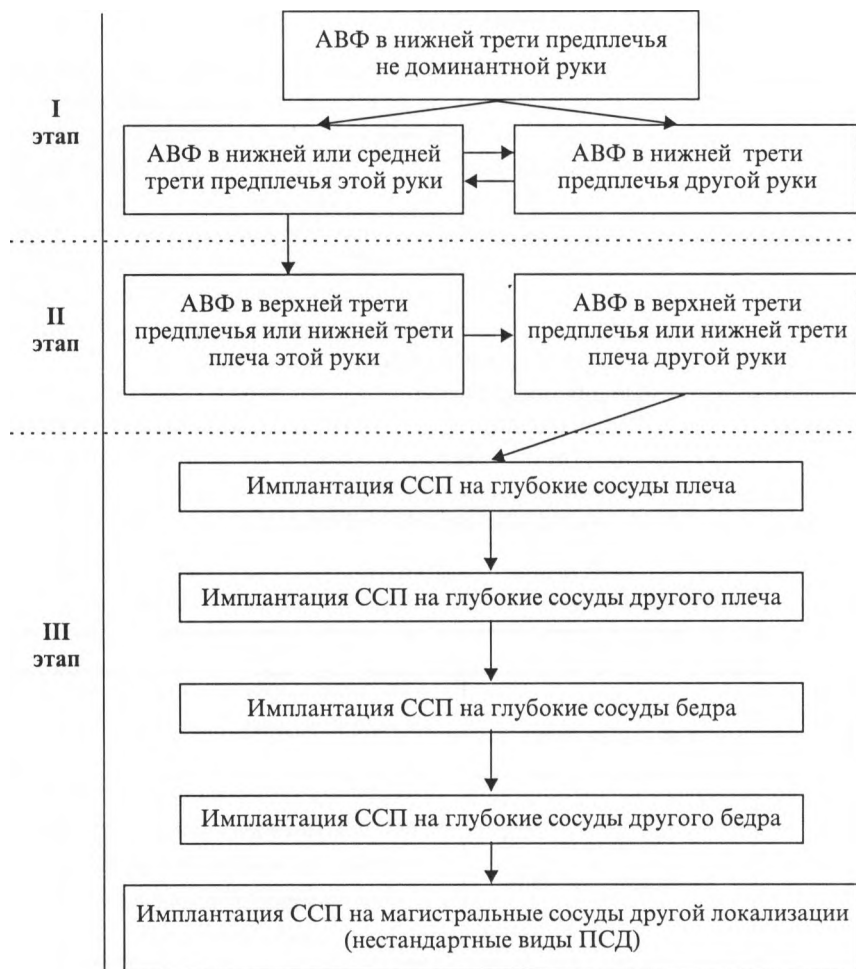 АВФ в нижней трети предплечья
не доминантной руки
I
этап
АВФ в нижней или средней
трети предплечья этой руки
АВФ в нижней трети
предплечья другой руки
II
этап
АВФ в верхней трети
предплечья или нижней трети
плеча этой руки
АВФ в верхней трети
предплечья или нижней трети
плеча другой руки
III
этап
Имплантация ССП на глубокие сосуды плеча
Имплантация ССП на глубокие сосуды другого плеча
Имплантация ССП на глубокие сосуды бедра
Имплантация ССП на глубокие сосуды другого бедра
Имплантация ССП на магистральные сосуды другой локализации
(нестандартные виды ПСД)